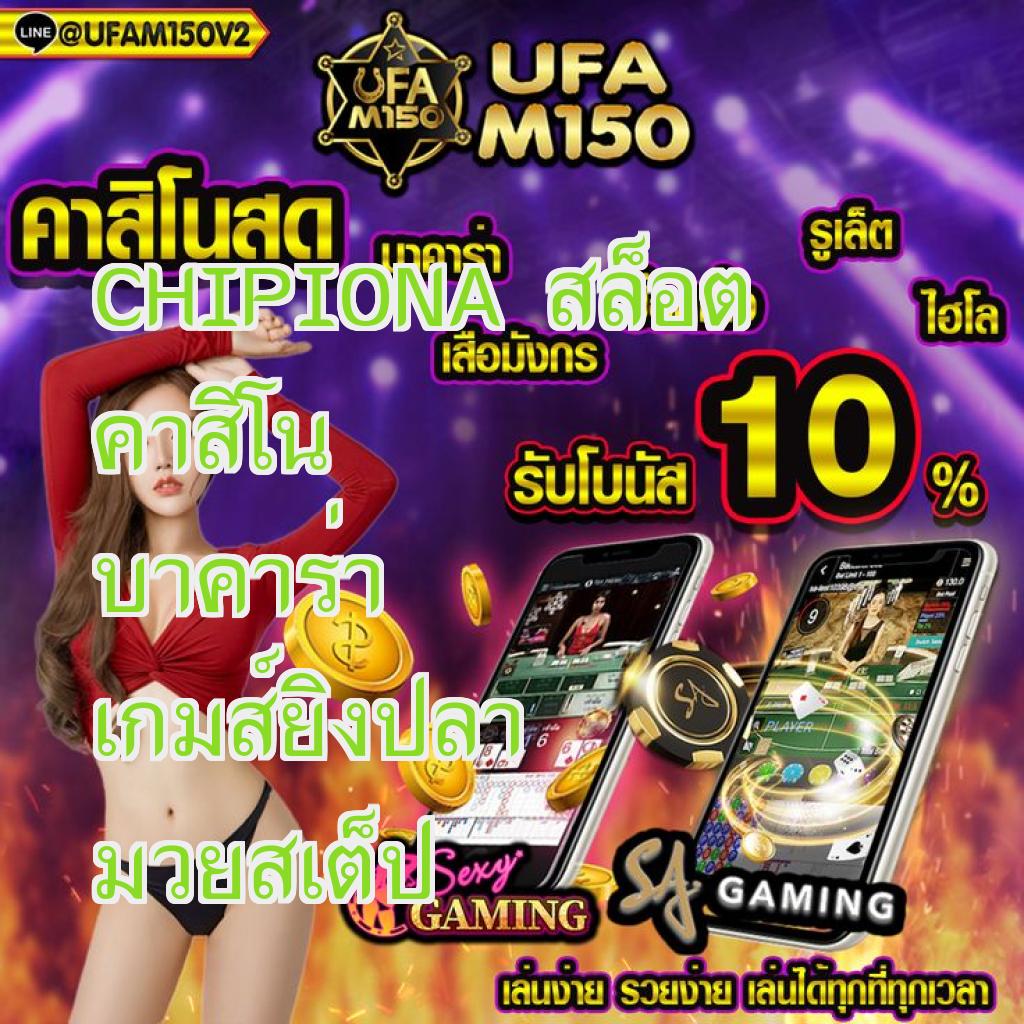 LINE @UFAM150V2
UFA
M150
UFA
M150
คาสิโนสด
บาคาร่า
รูเล็ต
CHIPIONA สล็อต
ไฮโล
เสือมังกร
คาสิโน
10
รับโบนัส
%
บาคาร่า
9
130.0
PLAYER
เกมส์ยิงปลา
มวยสเต็ป
Sexy
GAMING
SA GAMING
เล่นง่าย รวยง่าย เล่นได้ทุกที่ทุกเวลา